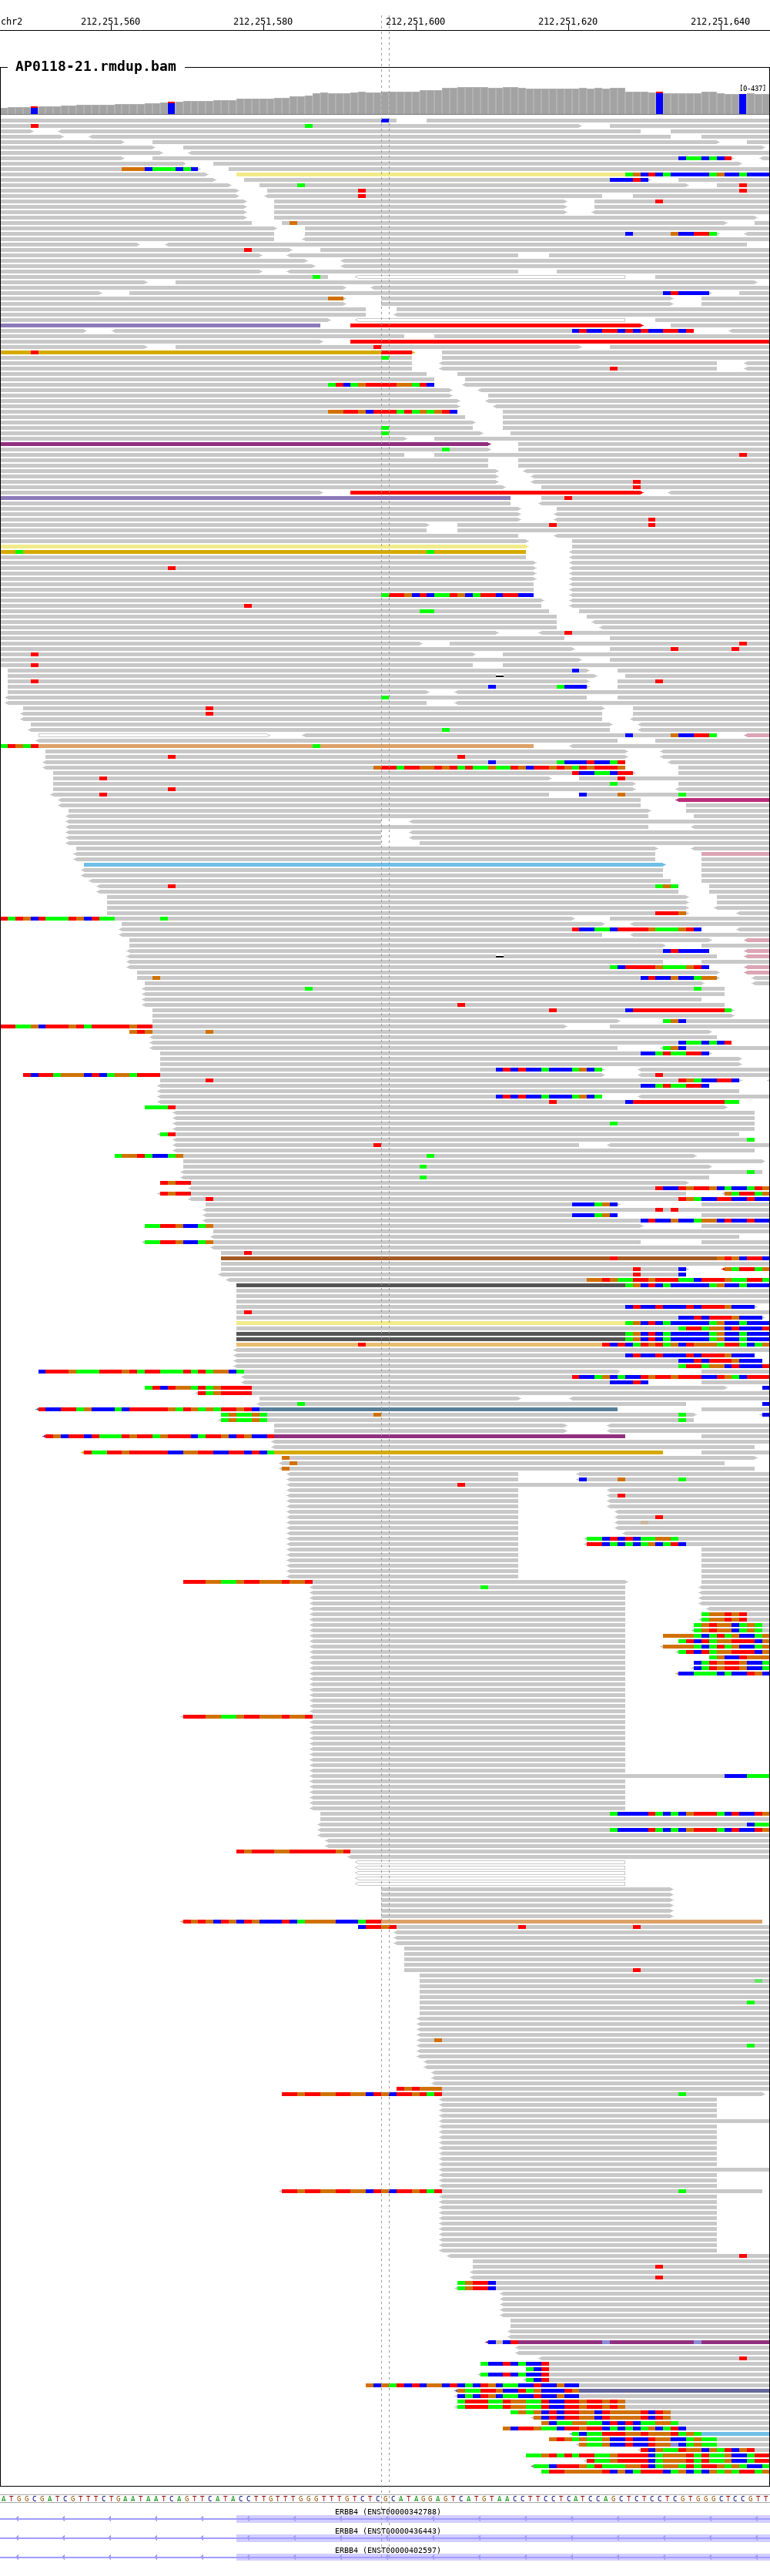 chr2 212,251,560 212,251,580 212,251,600 212,251,620 212,251,640
AP0118-21.rmdup.bam
[0-437]
ATGGCGATCGTTTCTGAATAATCAGTTCATACCTTGTTTGGGTTTGTCTCGCATAGGAGTCATGTAACCTTCCTCATCCAGCTCTCCTCGTGGGCTCCGTT
ERBB4 (ENST00000342788)
ERBB4 (ENST00000436443)
ERBB4 (ENST00000402597)